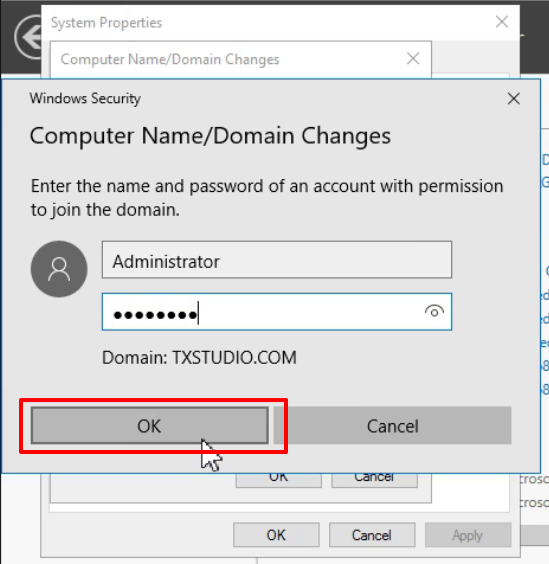 System Properties
Computer Name/Domain Changes
Windows Security
Computer Name/Domain Changes
Enter the name and password of an account with permission
to join the domain.
Administrator
●●●●●●●●
Domain: TXSTUDIO.COM
OK
Cancel
OK
Cancel
OK
Cancel
Apply